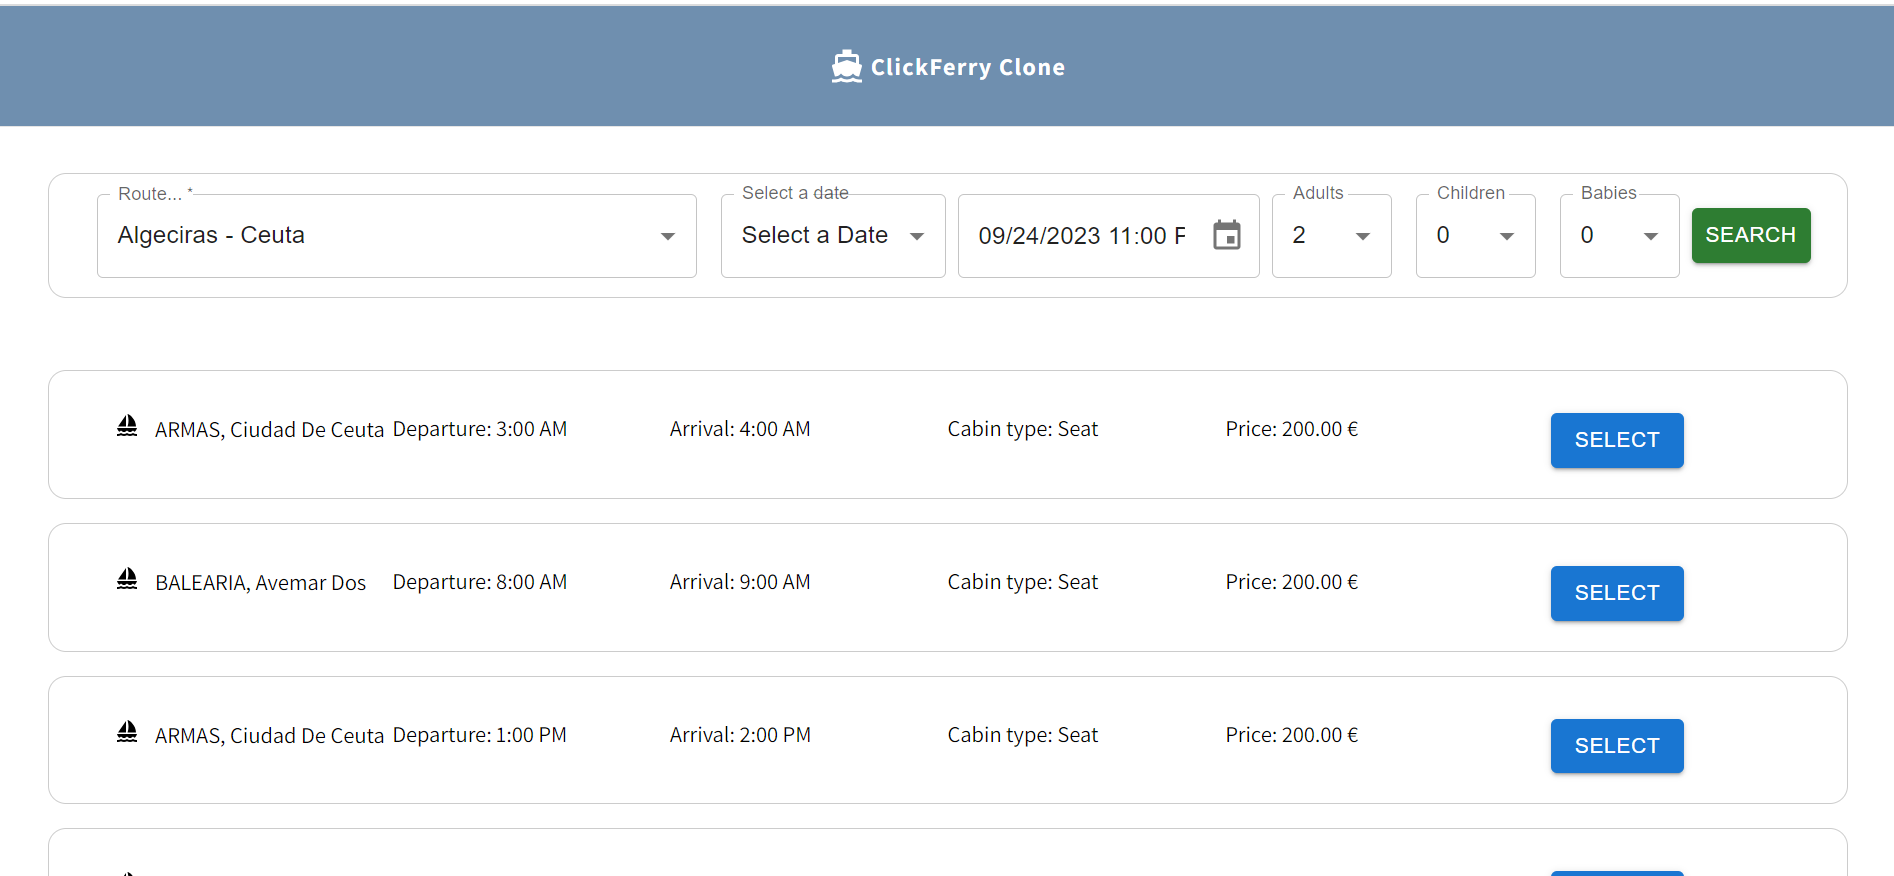 ClickFerry Clone
Route... *
Select a date
Adults
Children
Babies
Algeciras - Ceuta
Select a Date
09/24/2023 11:00 P
2
0
0
SEARCH
ARMAS, Ciudad De Ceuta Departure: 3:00 AM Arrival: 4:00 AM Cabin type: Seat Price: 200.00 € SELECT
BALEARIA, Avemar Dos Departure: 8:00 AM Arrival: 9:00 AM Cabin type: Seat Price: 200.00 € SELECT
ARMAS, Ciudad De Ceuta Departure: 1:00 PM Arrival: 2:00 PM Cabin type: Seat Price: 200.00 € SELECT